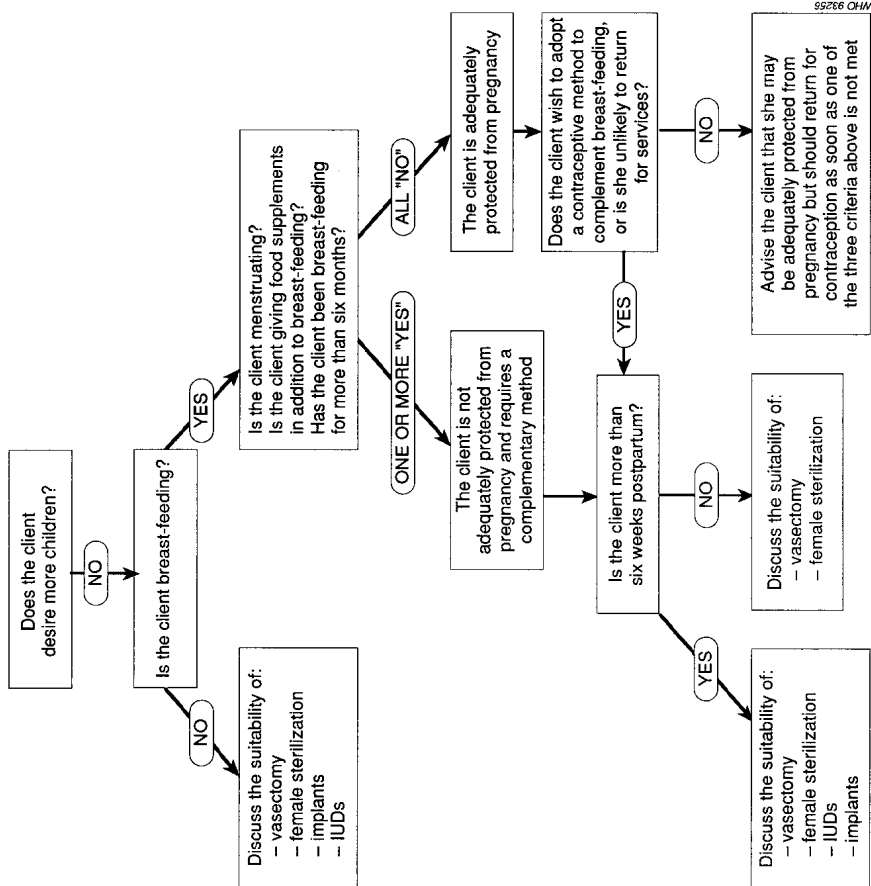 Does the client
desire more children?
NO
Is the client breast-feeding?
NO
YES
Discuss the suitability of:
– vasectomy
– female sterilization
– implants
– IUDs
Is the client menstruating?
Is the client giving food supplements
in addition to breast-feeding?
Has the client been breast-feeding
for more than six months?
ONE OR MORE "YES"
ALL "NO"
The client is not
adequately protected from
pregnancy and requires a
complementary method
The client is adequately
protected from pregnancy
Does the client wish to adopt
a contraceptive method to
complement breast-feeding,
or is she unlikely to return
for services?
YES
NO
Is the client more than
six weeks postpartum?
YES
NO
Discuss the suitability of:
– vasectomy
– female sterilization
– IUDs
– implants
Discuss the suitability of:
– vasectomy
– female sterilization
Advise the client that she may
be adequately protected from
pregnancy but should return for
contraception as soon as one of
the three criteria above is not met
WHO 93256